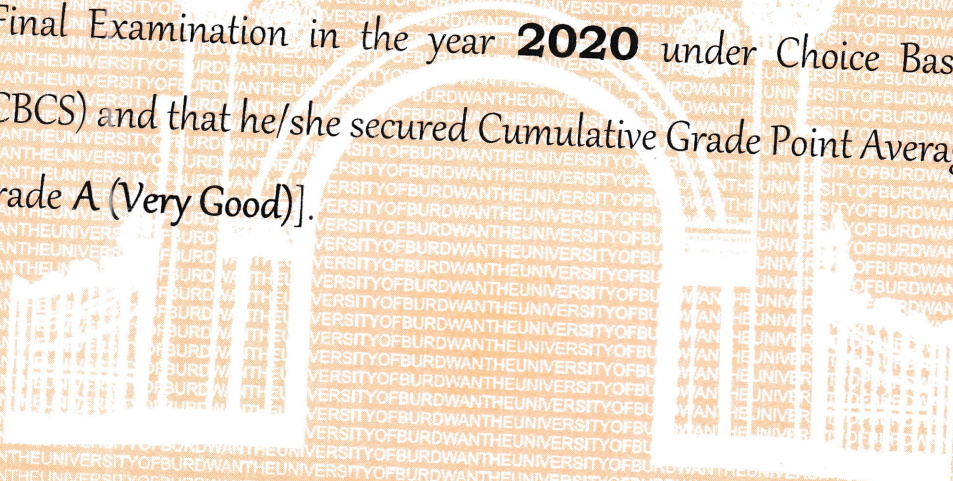 Final Examination in the year 2020 under Choice Bas
CBCS) and that he/she secured Cumulative Grade Point Averag
rade A (Very Good)].